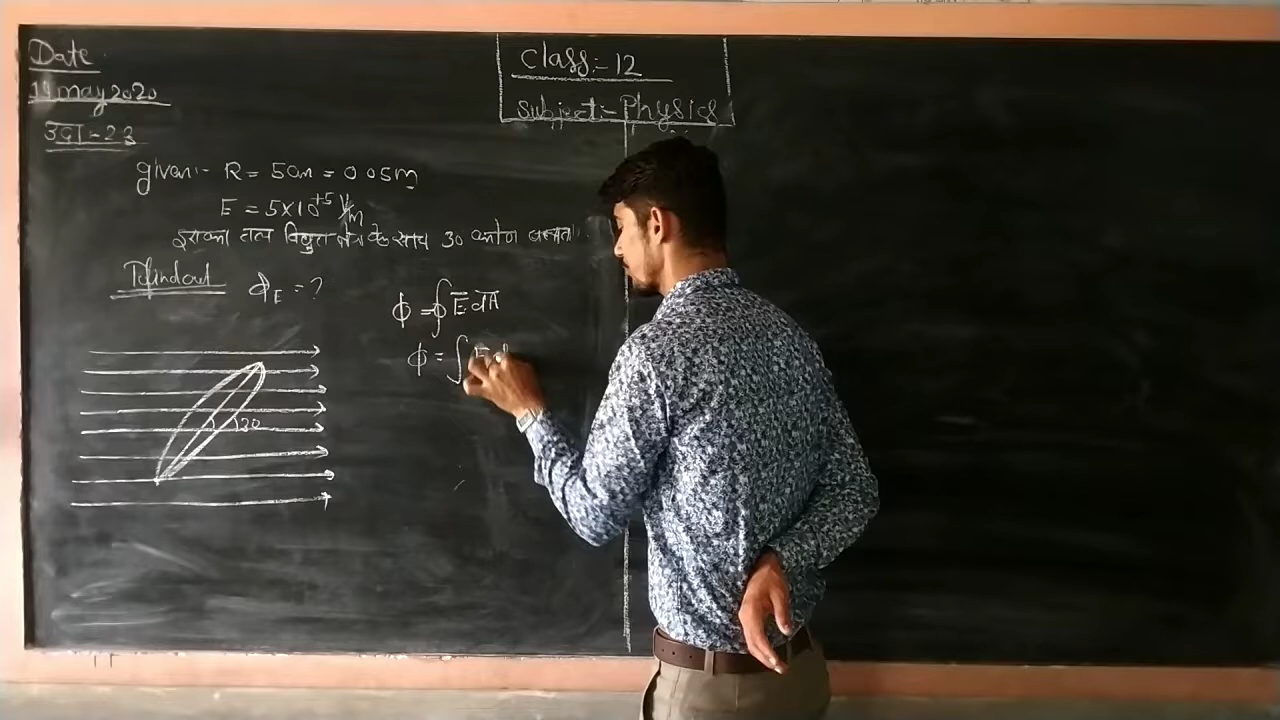 Date
19 may 2020
उदा - 23
Class:- 12
Subject:- Physics
given:- R = 5cm = 0.05m
E = 5×10⁺⁵ V/m
इसका तल विद्युत क्षेत्र के साथ 30 कोण बनाता
To find out Φ_E = ?
ϕ = ∮ E̅ dA̅
ϕ = ∫ E d
30